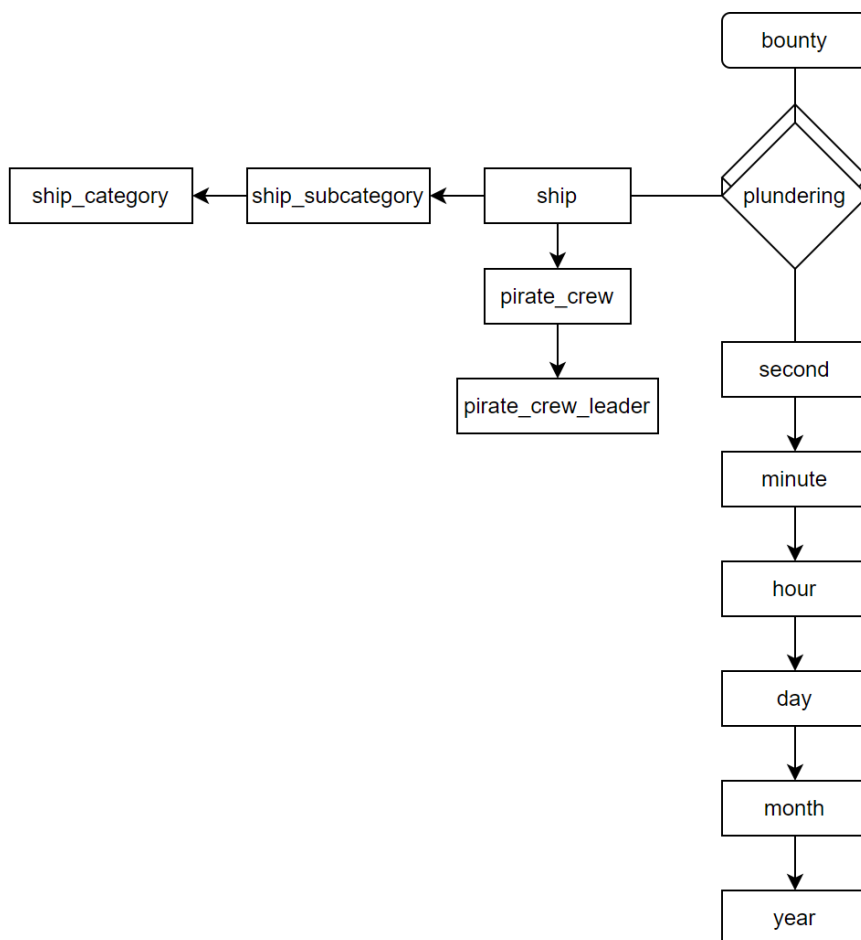 bounty
ship_category
ship_subcategory
ship
plundering
pirate_crew
second
pirate_crew_leader
minute
hour
day
month
year